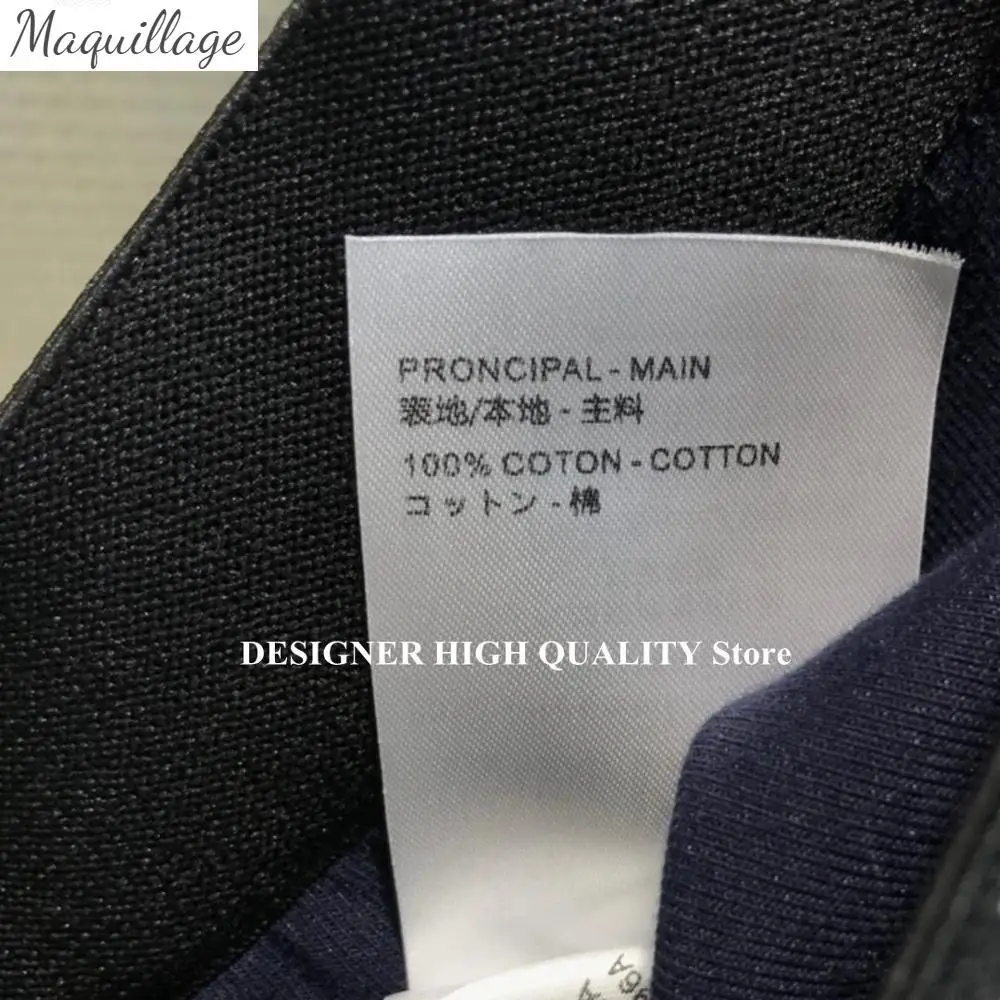 Maquillage
PRONCIPAL - MAIN
表地/本地 - 主料
100% COTON - COTTON
コットン - 棉
DESIGNER HIGH QUALITY Store